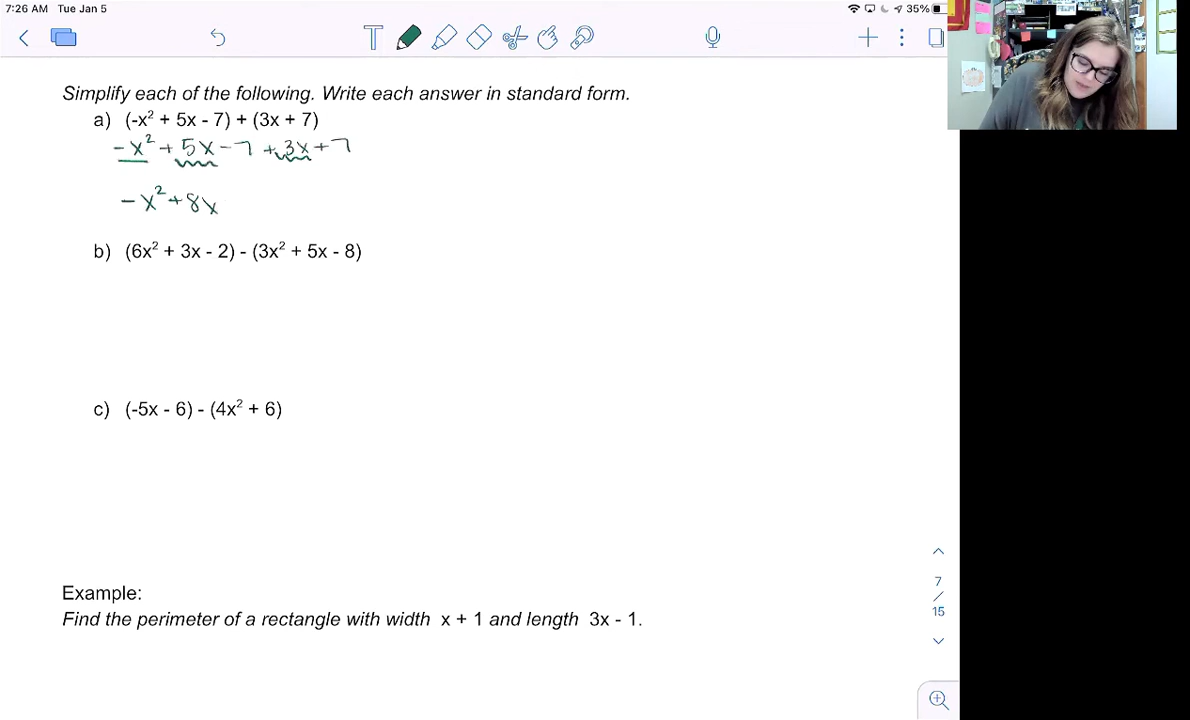 7:26 AM Tue Jan 5
35%
Simplify each of the following. Write each answer in standard form.
a) (-x² + 5x - 7) + (3x + 7)
-x² + 5x - 7 + 3x + 7
-x² + 8x
b) (6x² + 3x - 2) - (3x² + 5x - 8)
c) (-5x - 6) - (4x² + 6)
Example:
Find the perimeter of a rectangle with width x + 1 and length 3x - 1.
7
/
15